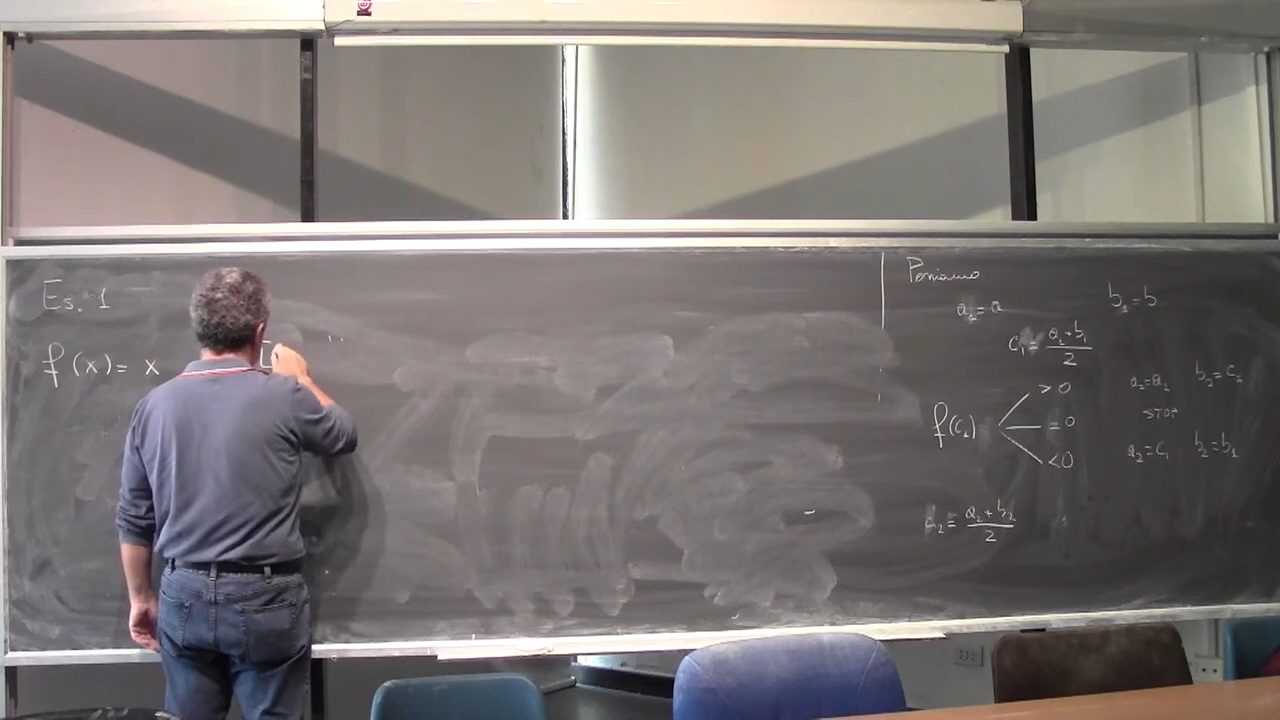 Es. 1
f(x) = x
[
Poniamo
a₁ = a b₁ = b
c₁ = (a₁ + b₁)/2
f(c₁) > 0 a₂ = a₁ b₂ = c₁
= 0 STOP
< 0 a₂ = c₁ b₂ = b₁
c₂ = (a₂ + b₂)/2